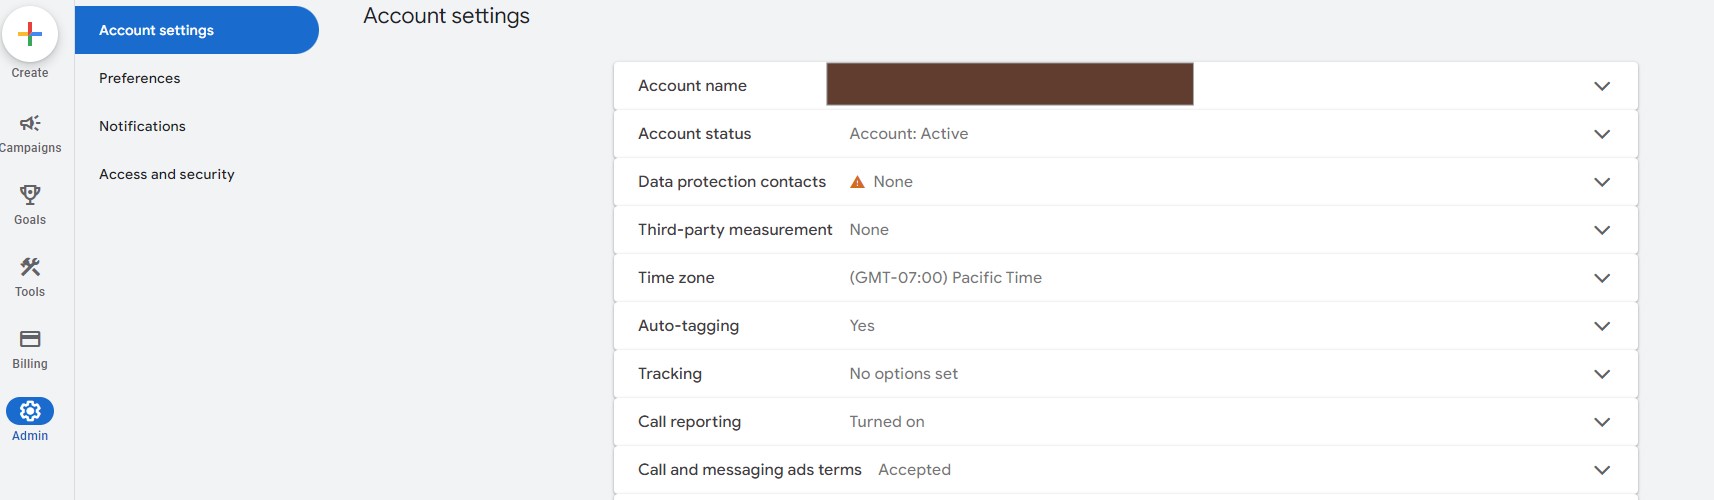 Create
Campaigns
Goals
Tools
Billing
Admin
Account settings
Preferences
Notifications
Access and security
Account settings
Account name
Account status Account: Active
Data protection contacts None
Third-party measurement None
Time zone (GMT-07:00) Pacific Time
Auto-tagging Yes
Tracking No options set
Call reporting Turned on
Call and messaging ads terms Accepted